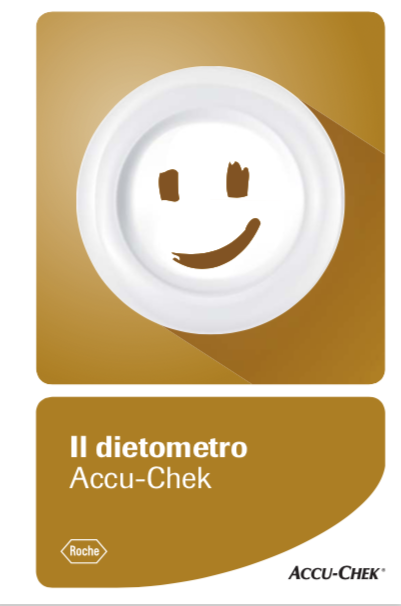 Il dietometro
Accu-Chek
Roche
ACCU-CHEK®